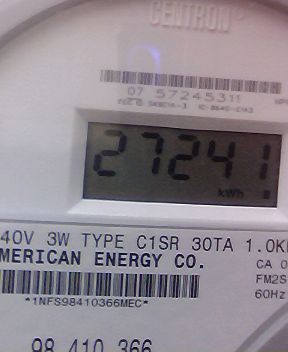 CENTRON®
07 57245311
27241
kWh
40V 3W TYPE C1SR 30TA 1.0K
MERICAN ENERGY CO.
CA 0
FM2S
60Hz
*1NFS98410366MEC*
98 410 366